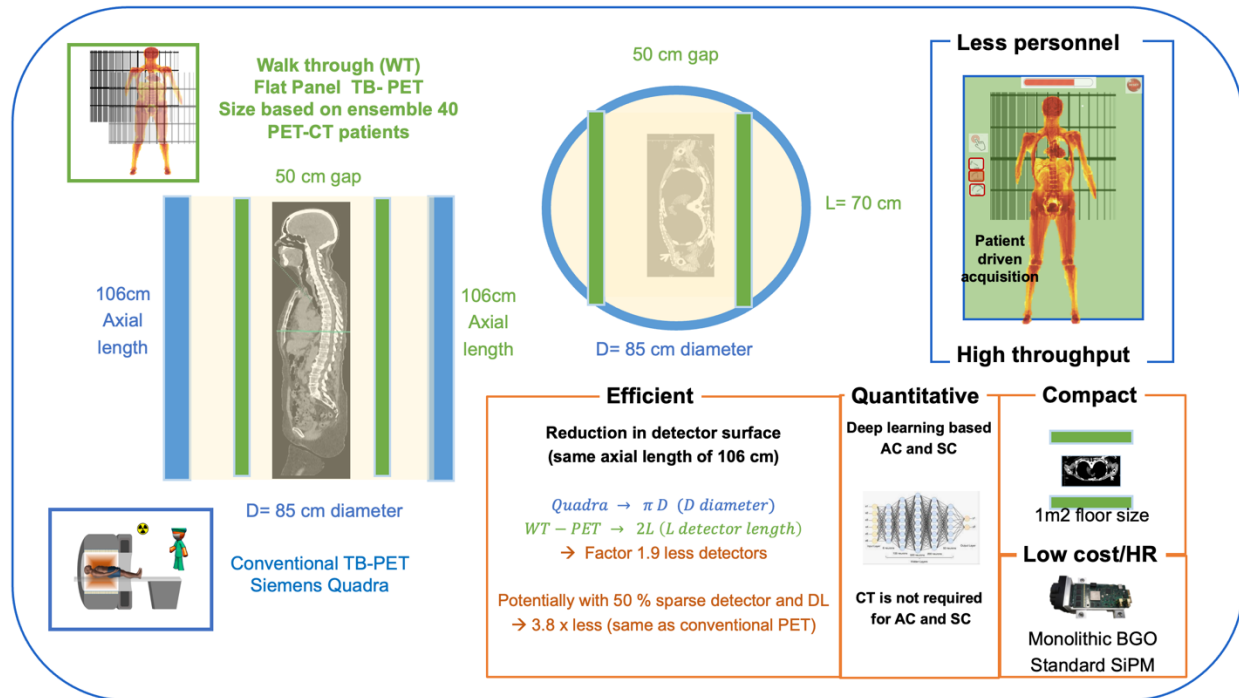 Walk through (WT)
Flat Panel TB- PET
Size based on ensemble 40
PET-CT patients
50 cm gap
106cm
Axial
length
106cm
Axial
length
D= 85 cm diameter
Conventional TB-PET
Siemens Quadra
50 cm gap
L= 70 cm
D= 85 cm diameter
Less personnel
Patient
driven
acquisition
High throughput
Efficient
Reduction in detector surface
(same axial length of 106 cm)
Quadra → π D (D diameter)
WT − PET → 2L (L detector length)
→ Factor 1.9 less detectors
Potentially with 50 % sparse detector and DL
→ 3.8 x less (same as conventional PET)
Quantitative
Deep learning based
AC and SC
CT is not required
for AC and SC
Compact
1m2 floor size
Low cost/HR
Monolithic BGO
Standard SiPM